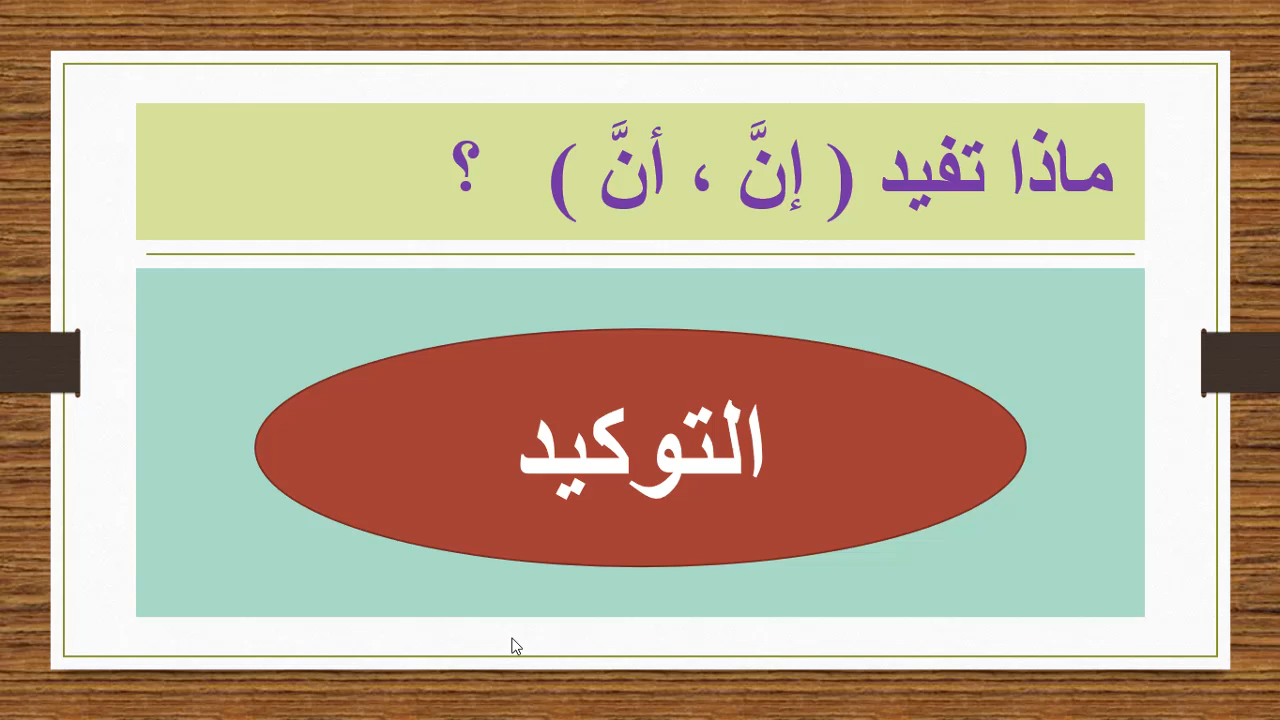 ماذا تفيد ( إنَّ ، أنَّ ) ؟
التوكيد